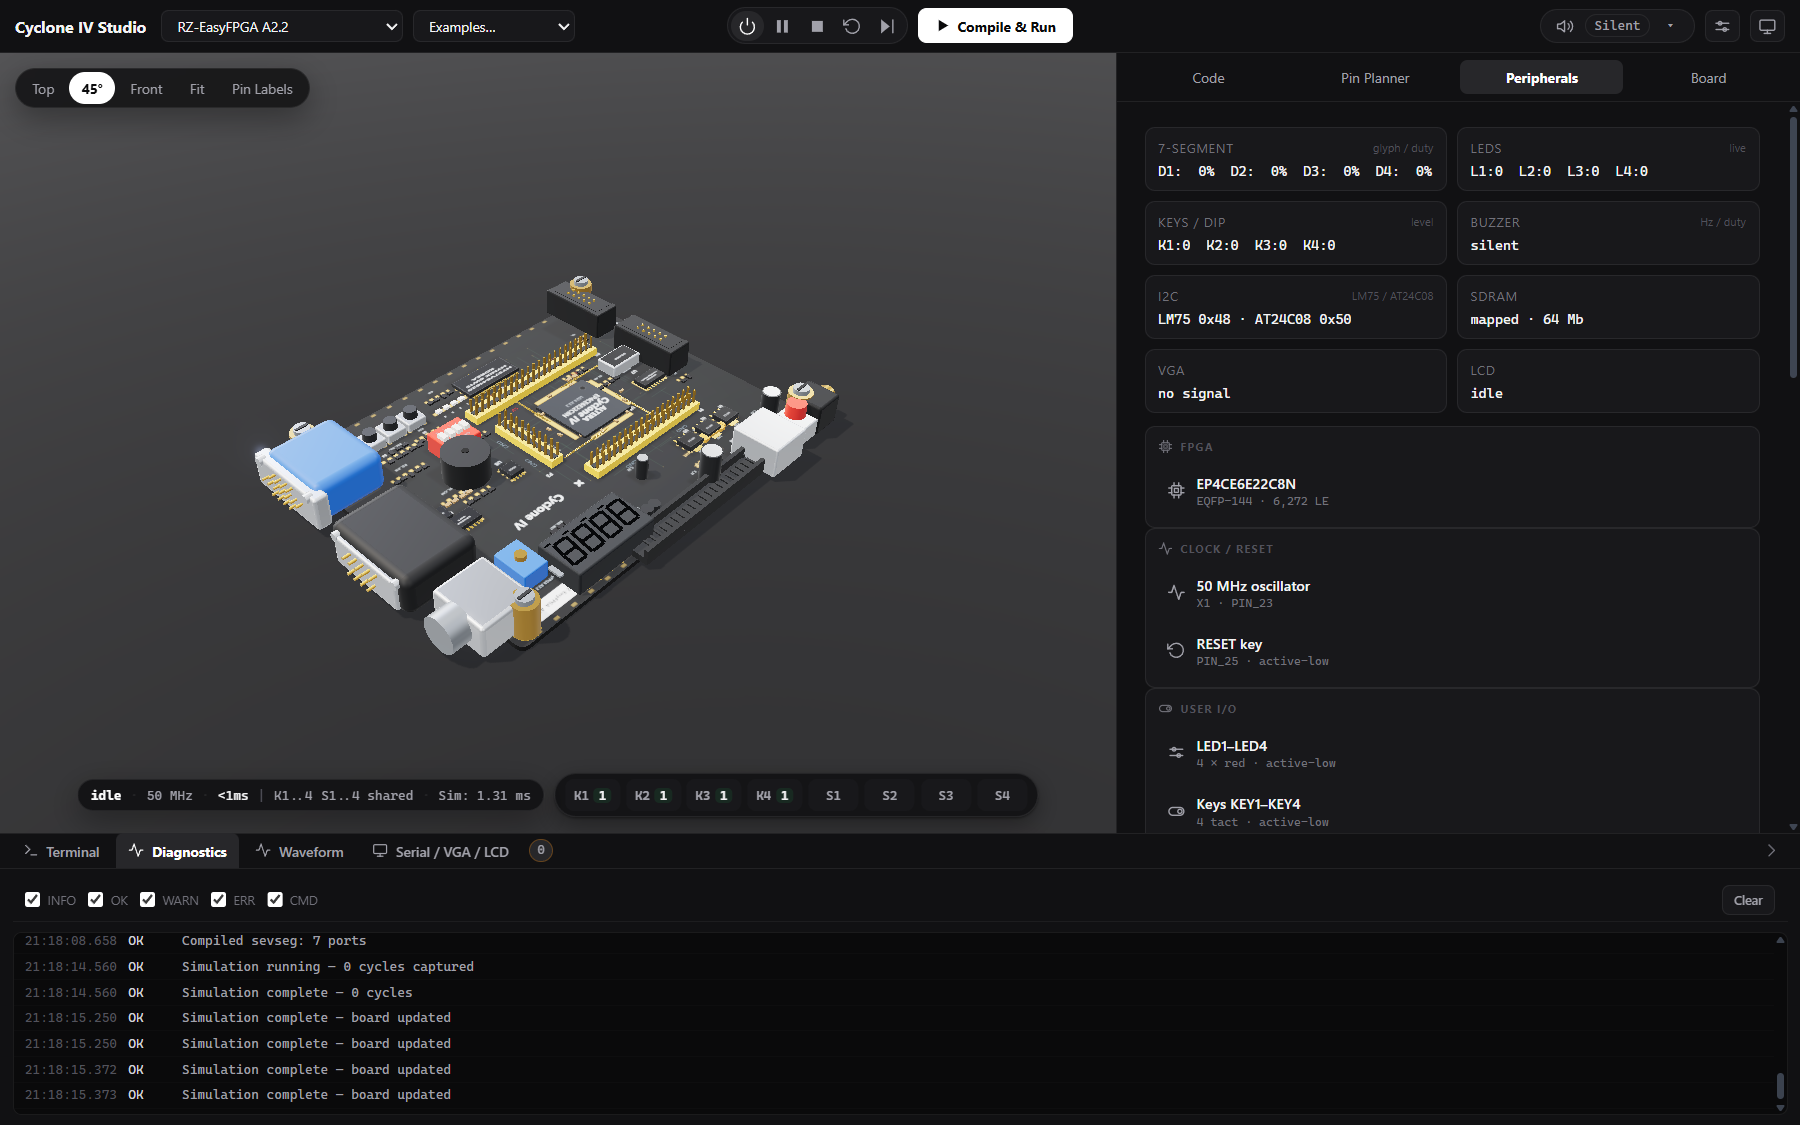 Cyclone IV Studio
RZ-EasyFPGA A2.2
Examples...
Compile & Run
Silent
Top 45° Front Fit Pin Labels
Code Pin Planner Peripherals Board
7-SEGMENT glyph / duty
D1: 0% D2: 0% D3: 0% D4: 0%
LEDS live
L1:0 L2:0 L3:0 L4:0
KEYS / DIP level
K1:0 K2:0 K3:0 K4:0
BUZZER Hz / duty
silent
I2C LM75 / AT24C08
LM75 0x48 · AT24C08 0x50
SDRAM
mapped · 64 Mb
VGA
no signal
LCD
idle
FPGA
EP4CE6E22C8N
EQFP-144 · 6,272 LE
CLOCK / RESET
50 MHz oscillator
X1 · PIN_23
RESET key
PIN_25 · active-low
USER I/O
LED1–LED4
4 × red · active-low
Keys KEY1–KEY4
4 tact · active-low
ALTERA
Cyclone IV
Cyclone IV
8888
idle · 50 MHz · <1ms | K1..4 S1..4 shared · Sim: 1.31 ms
K1 1 K2 1 K3 1 K4 1 S1 S2 S3 S4
Terminal Diagnostics Waveform Serial / VGA / LCD 0
INFO OK WARN ERR CMD
Clear
21:18:08.658 OK Compiled sevseg: 7 ports
21:18:14.560 OK Simulation running — 0 cycles captured
21:18:14.560 OK Simulation complete — 0 cycles
21:18:15.250 OK Simulation complete — board updated
21:18:15.250 OK Simulation complete — board updated
21:18:15.372 OK Simulation complete — board updated
21:18:15.373 OK Simulation complete — board updated